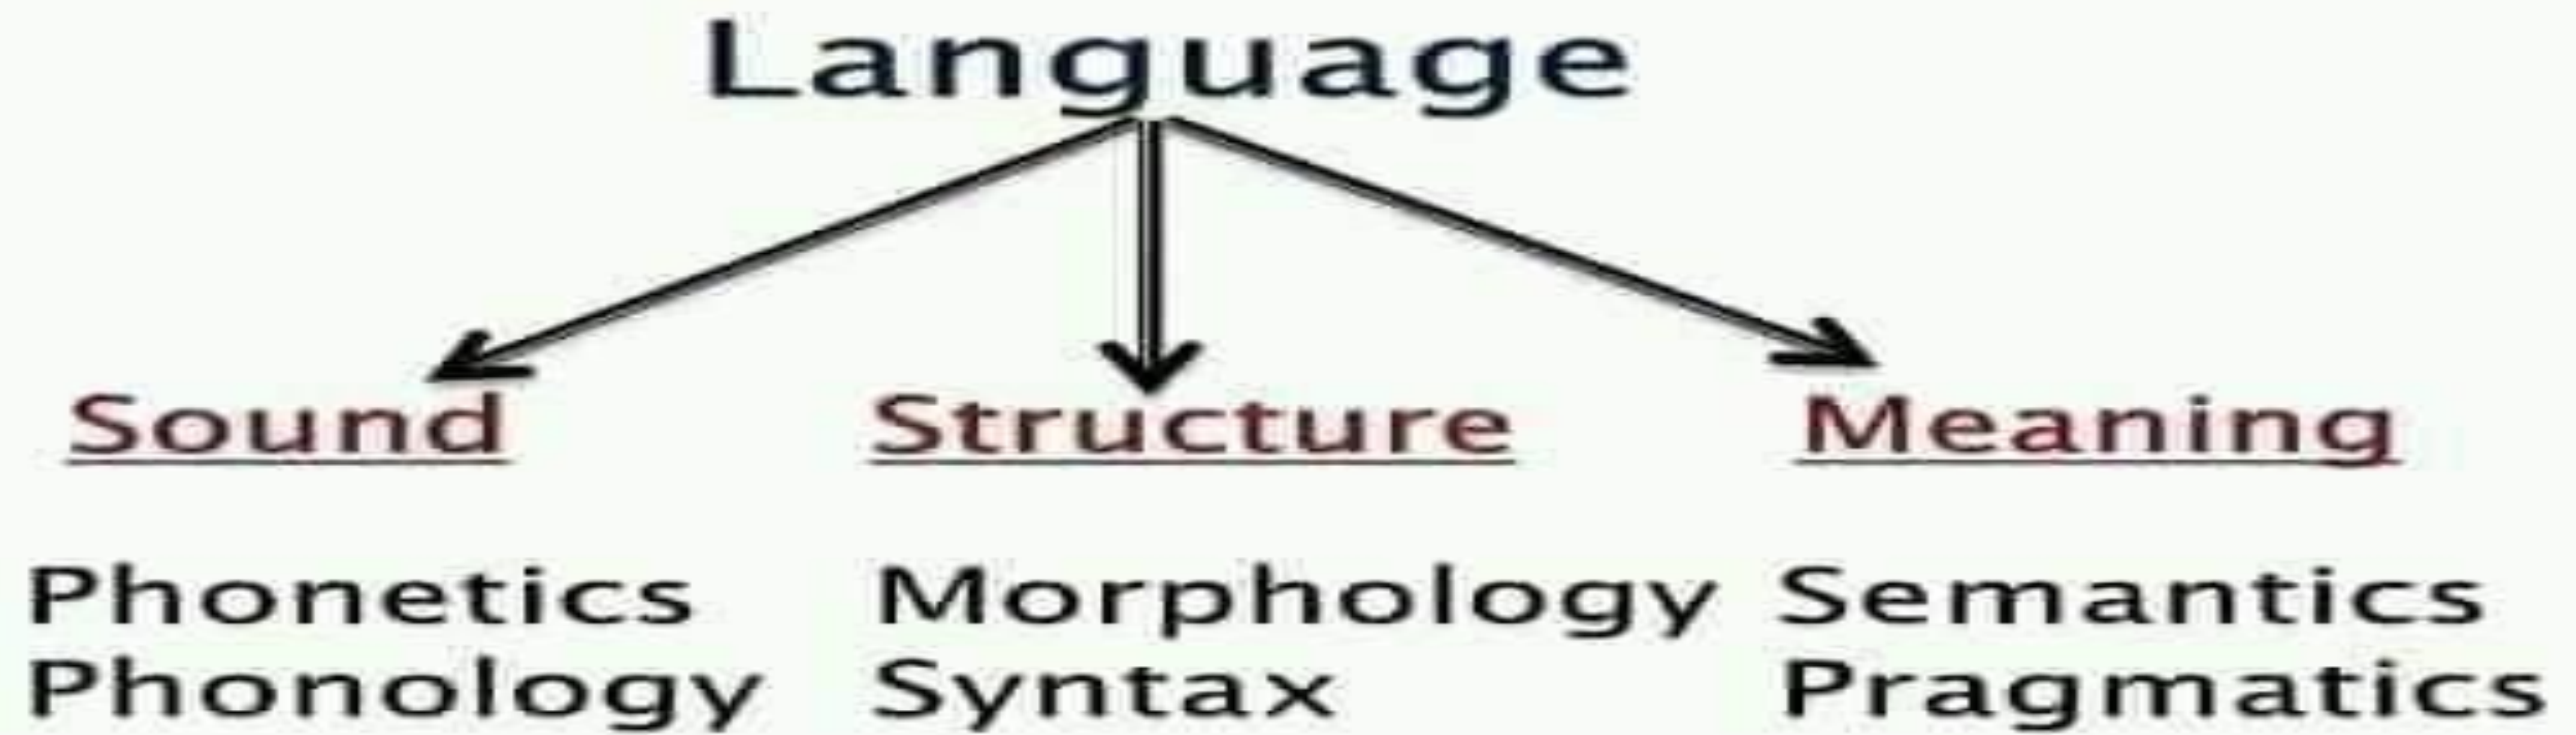 Language
Sound Structure Meaning
Phonetics Morphology Semantics
Phonology Syntax Pragmatics